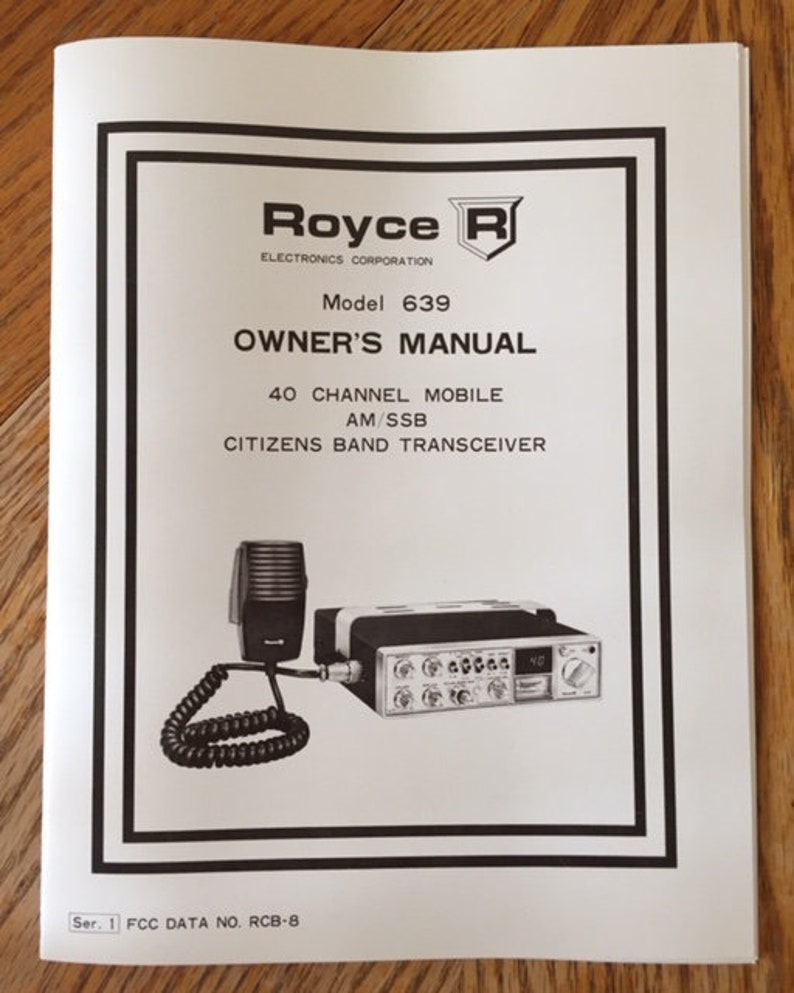 Royce R
ELECTRONICS CORPORATION
Model 639
OWNER'S MANUAL
40 CHANNEL MOBILE
AM/SSB
CITIZENS BAND TRANSCEIVER
40
Ser. 1 FCC DATA NO. RCB-8